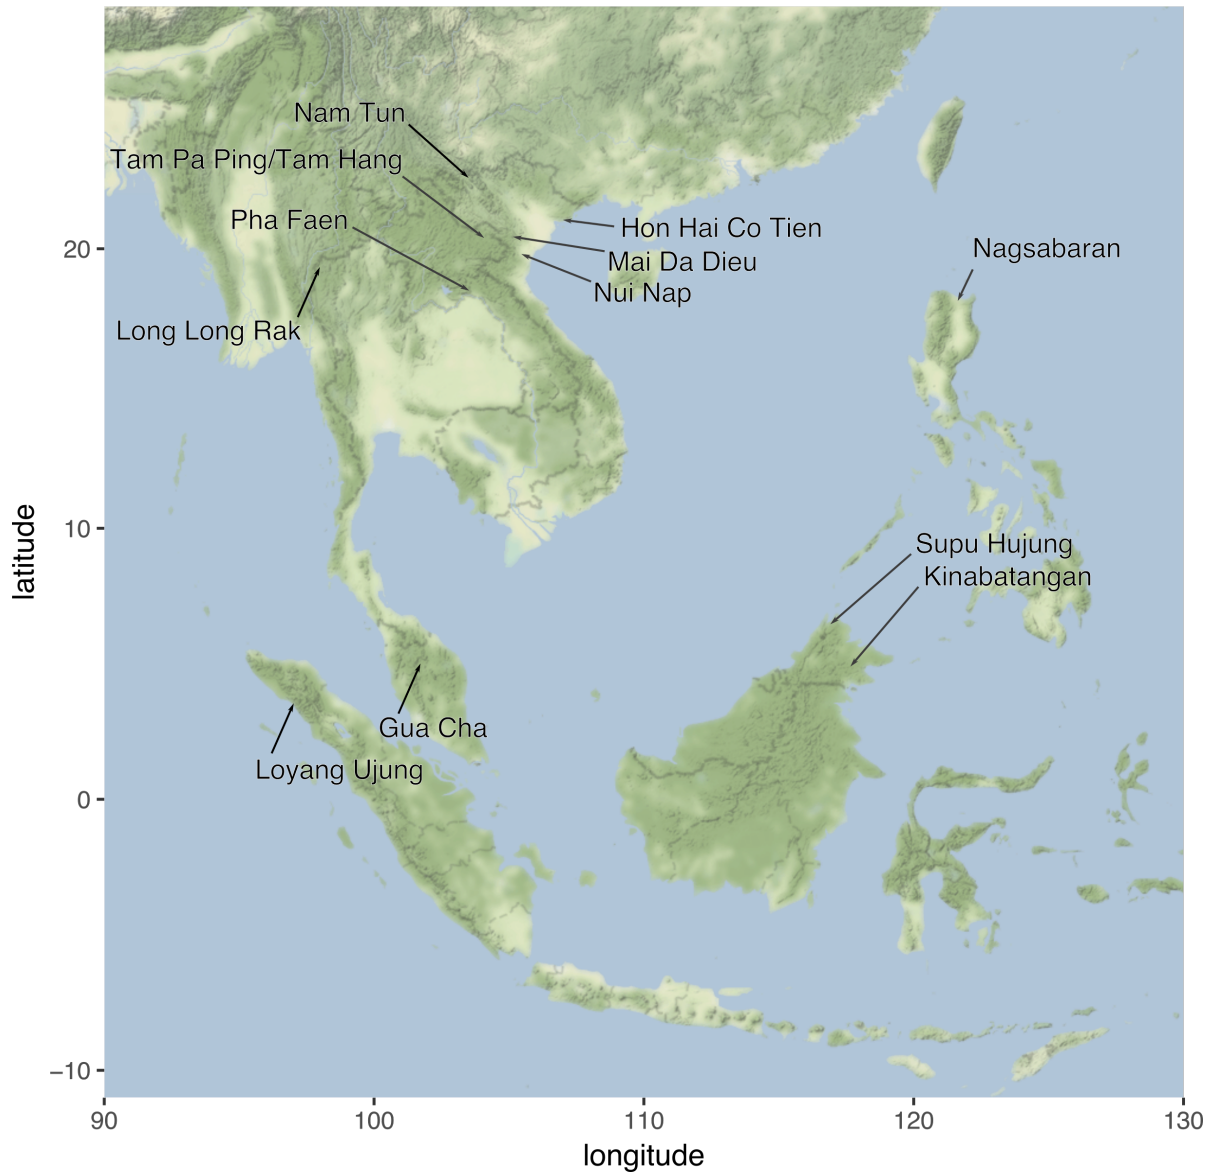 Nam Tun
Tam Pa Ping/Tam Hang
Pha Faen
Hon Hai Co Tien
Mai Da Dieu
Nui Nap
Nagsabaran
Long Long Rak
Supu Hujung
Kinabatangan
Gua Cha
Loyang Ujung
20
10
0
−10
latitude
90
100
110
120
130
longitude